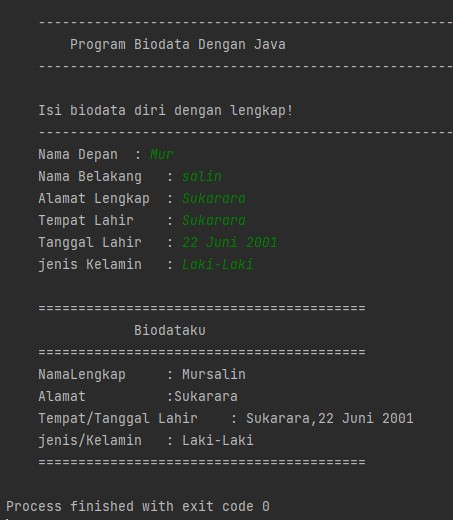 ----------------------------------------------------
Program Biodata Dengan Java
----------------------------------------------------
Isi biodata diri dengan lengkap!
----------------------------------------------------
Nama Depan  : Mur
Nama Belakang   : salin
Alamat Lengkap  : Sukarara
Tempat Lahir    : Sukarara
Tanggal Lahir   : 22 Juni 2001
jenis Kelamin   : Laki-Laki
=========================================
Biodataku
=========================================
NamaLengkap     : Mursalin
Alamat          :Sukarara
Tempat/Tanggal Lahir    : Sukarara,22 Juni 2001
jenis/Kelamin   : Laki-Laki
=========================================
Process finished with exit code 0